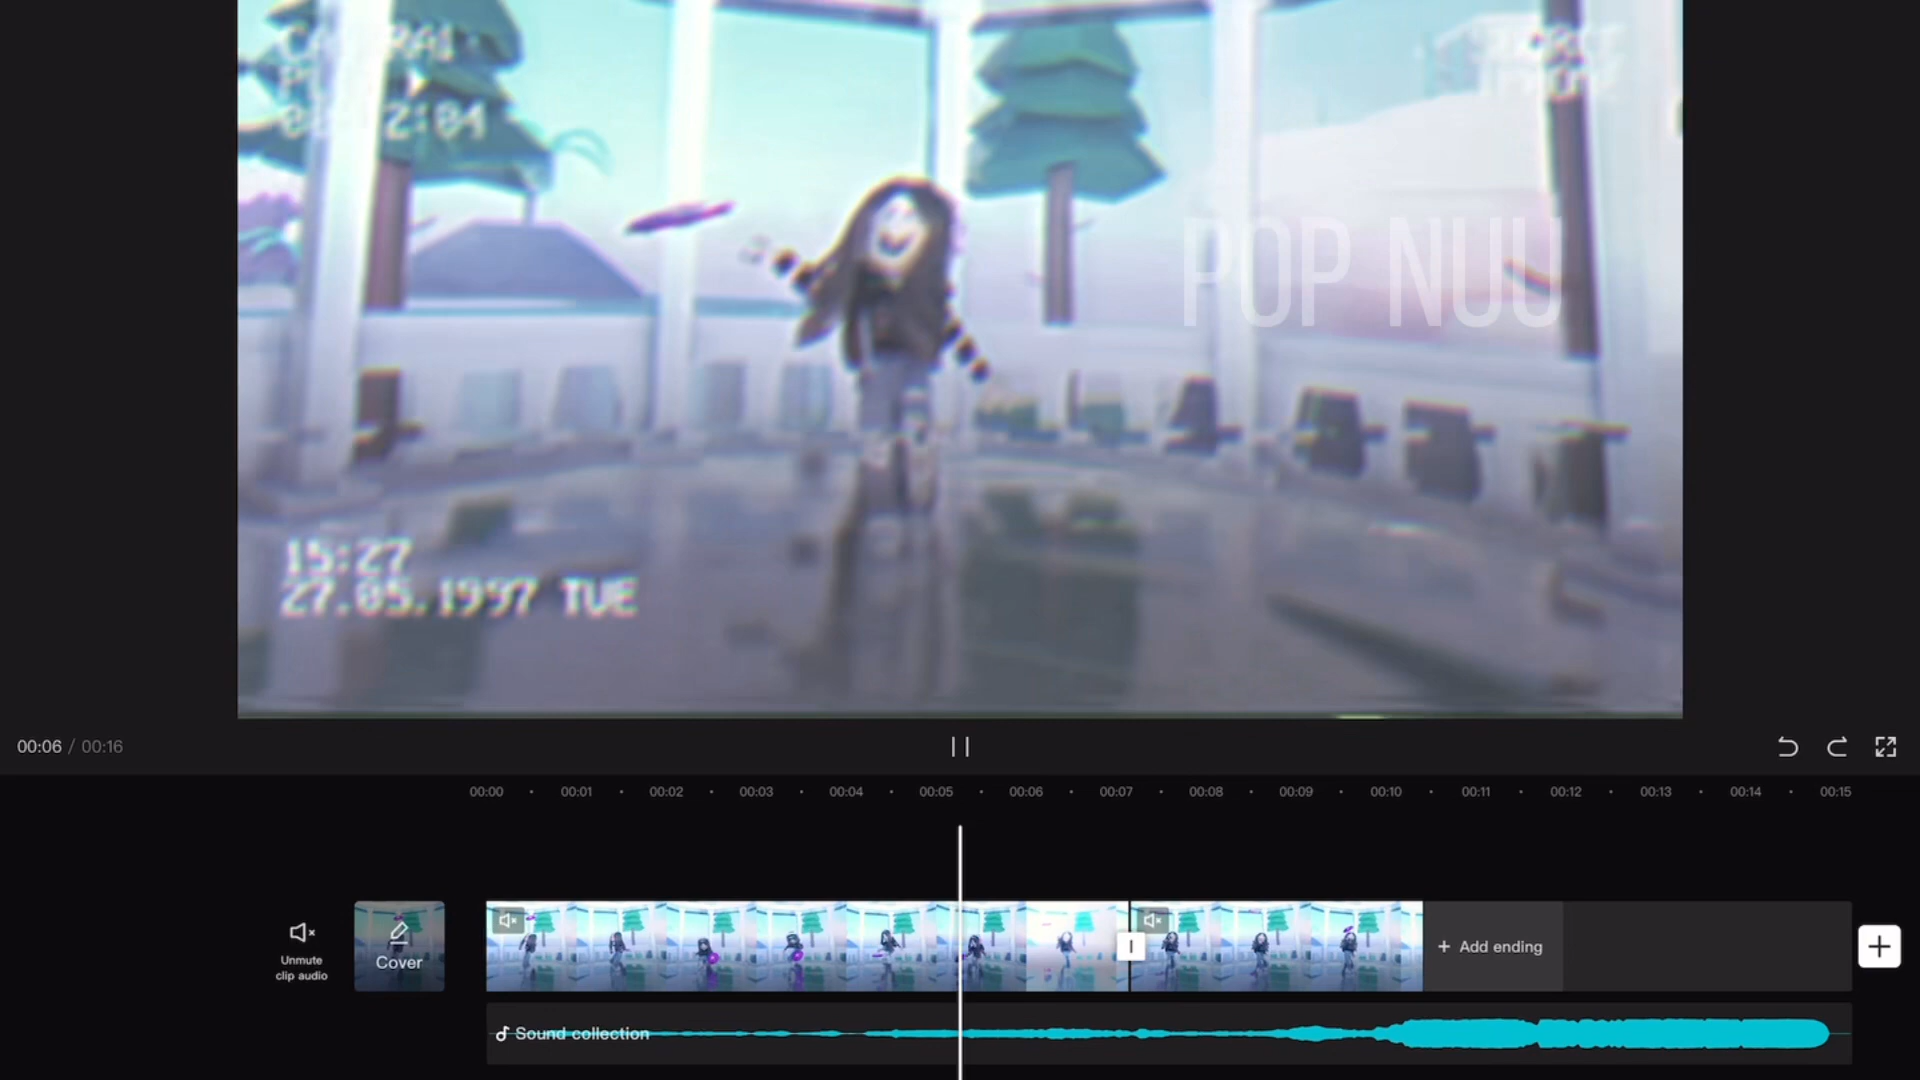 POP NUU
15:27
27.05.1997 TUE
00:06 / 00:16
00:00 00:01 00:02 00:03 00:04 00:05 00:06 00:07 00:08 00:09 00:10 00:11 00:12 00:13 00:14 00:15
Unmute
clip audio
Cover
+ Add ending
Sound collection